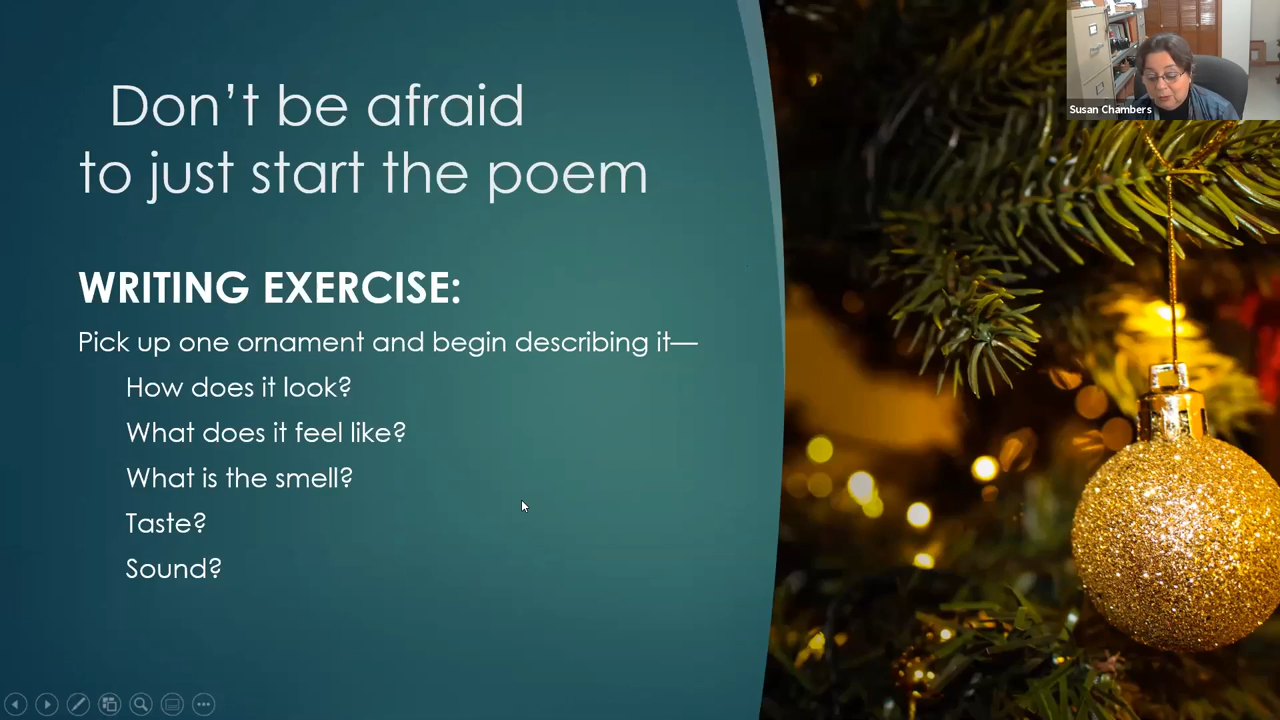 Don’t be afraid
to just start the poem
WRITING EXERCISE:
Pick up one ornament and begin describing it—
How does it look?
What does it feel like?
What is the smell?
Taste?
Sound?
Susan Chambers